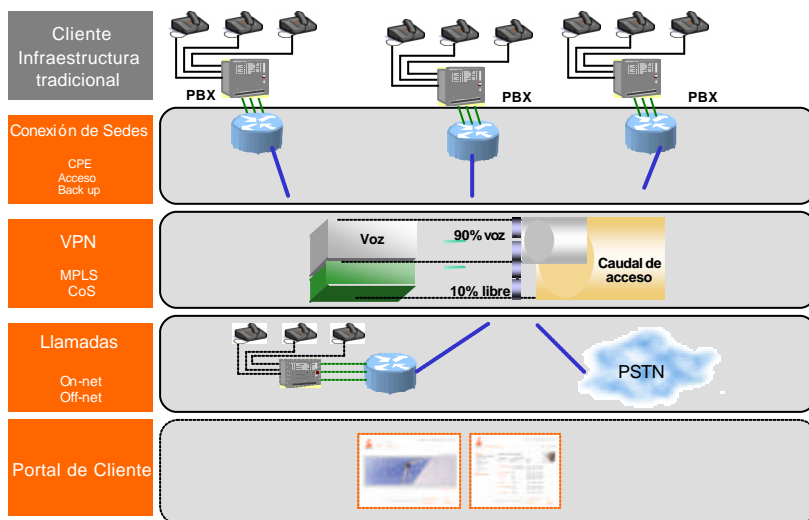 Cliente
Infraestructura
tradicional
PBX
PBX
PBX
Conexión de Sedes
CPE
Acceso
Back up
VPN
MPLS
CoS
Voz
90% voz
10% libre
Caudal de
acceso
Llamadas
On-net
Off-net
PSTN
Portal de Cliente